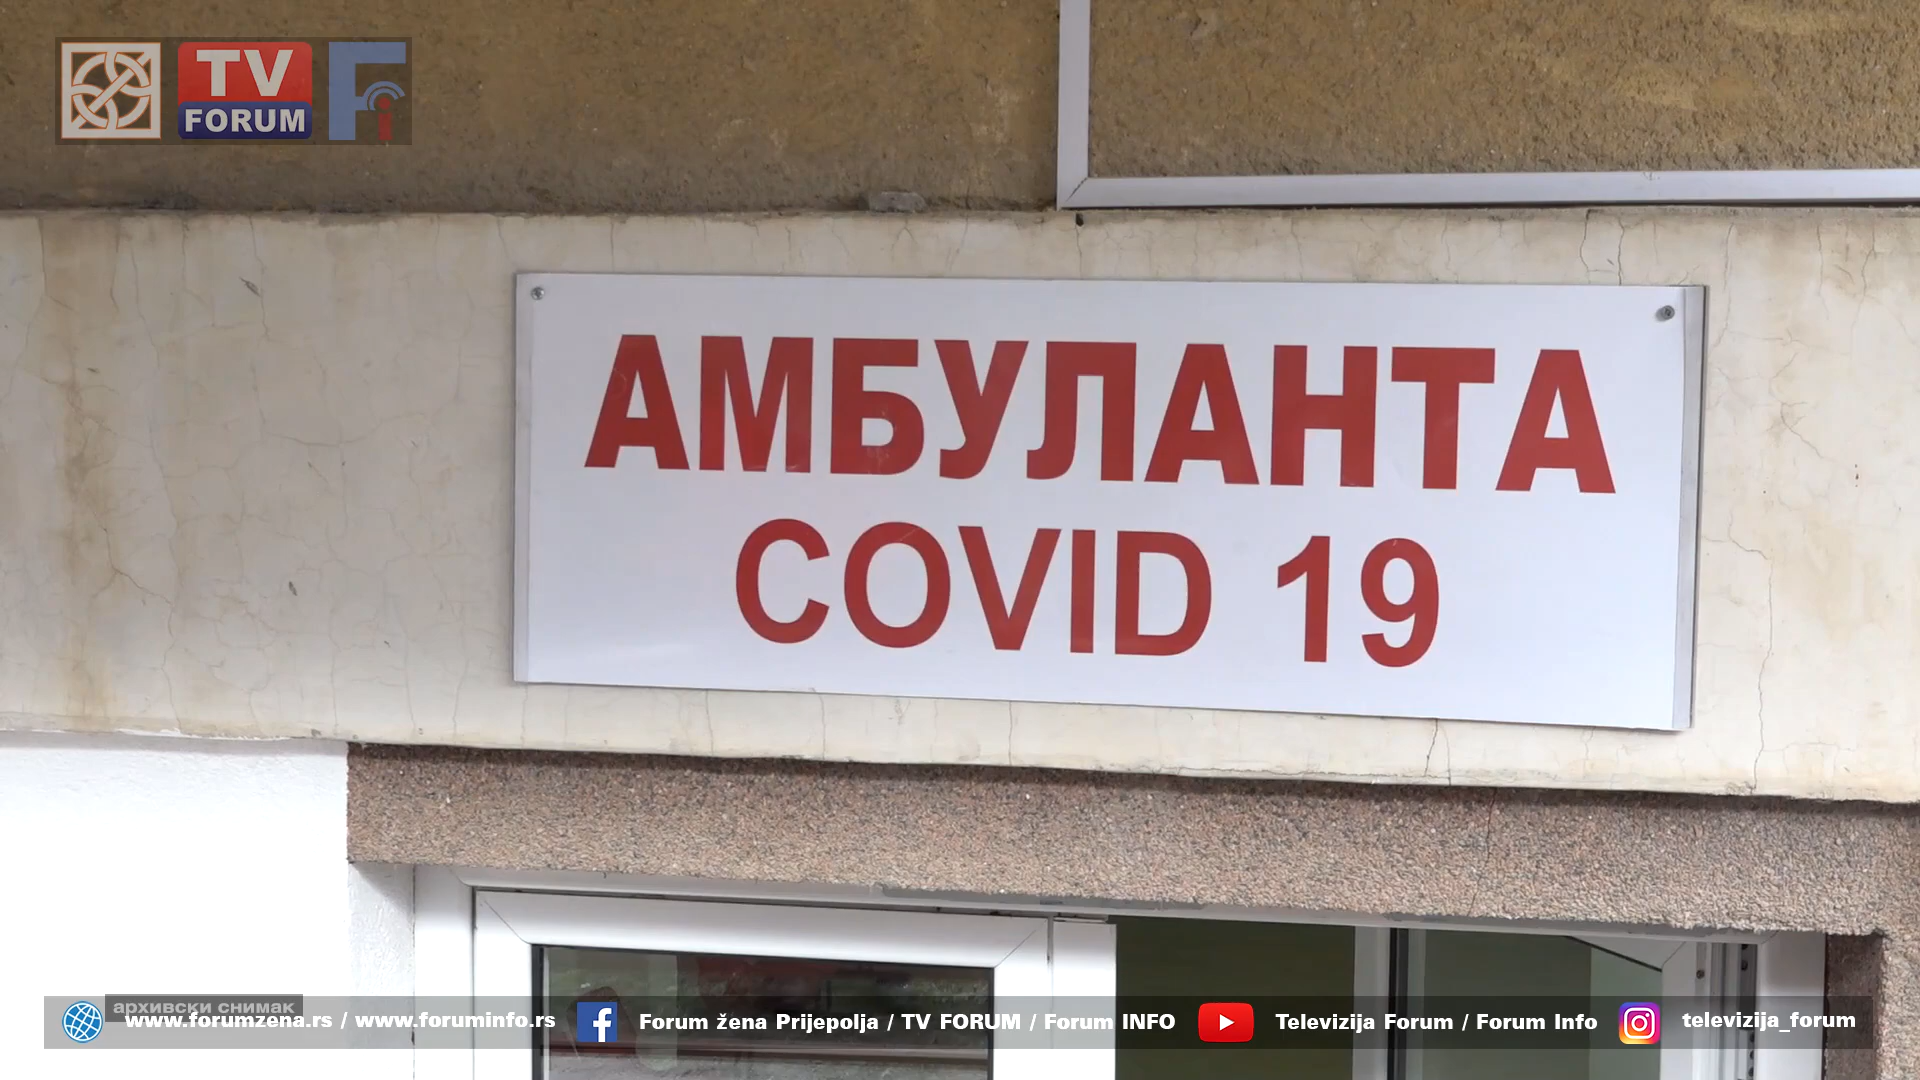 TV
FORUM
Fi
АМБУЛАНТА
COVID 19
архивски снимак
www.forumzena.rs / www.foruminfo.rs
Forum žena Prijepolja / TV FORUM / Forum INFO
Televizija Forum / Forum Info
televizija_forum